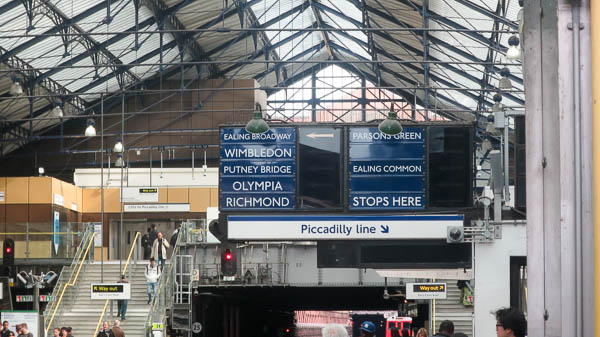 EALING BROADWAY
WIMBLEDON
PUTNEY BRIDGE
OLYMPIA
RICHMOND
PARSONS GREEN
EALING COMMON
STOPS HERE
Piccadilly line
Way out
Way out